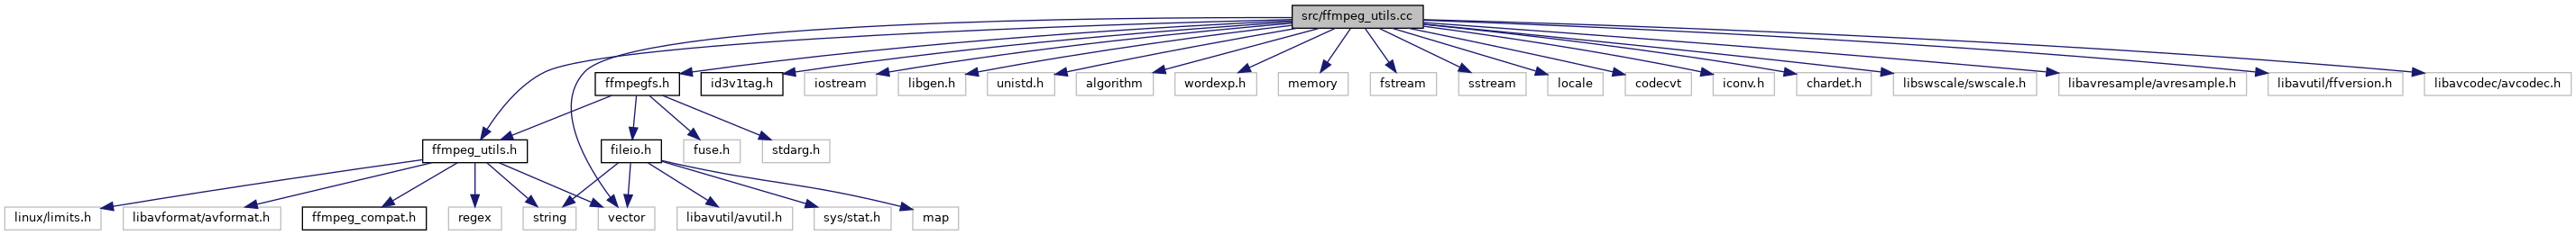 src/ffmpeg_utils.cc
ffmpegfs.h
id3v1tag.h
iostream
libgen.h
unistd.h
algorithm
wordexp.h
memory
fstream
sstream
locale
codecvt
iconv.h
chardet.h
libswscale/swscale.h
libavresample/avresample.h
libavutil/ffversion.h
libavcodec/avcodec.h
ffmpeg_utils.h
fileio.h
fuse.h
stdarg.h
linux/limits.h
libavformat/avformat.h
ffmpeg_compat.h
regex
string
vector
libavutil/avutil.h
sys/stat.h
map